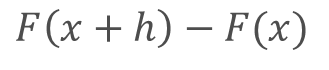 F(x + h) − F(x)